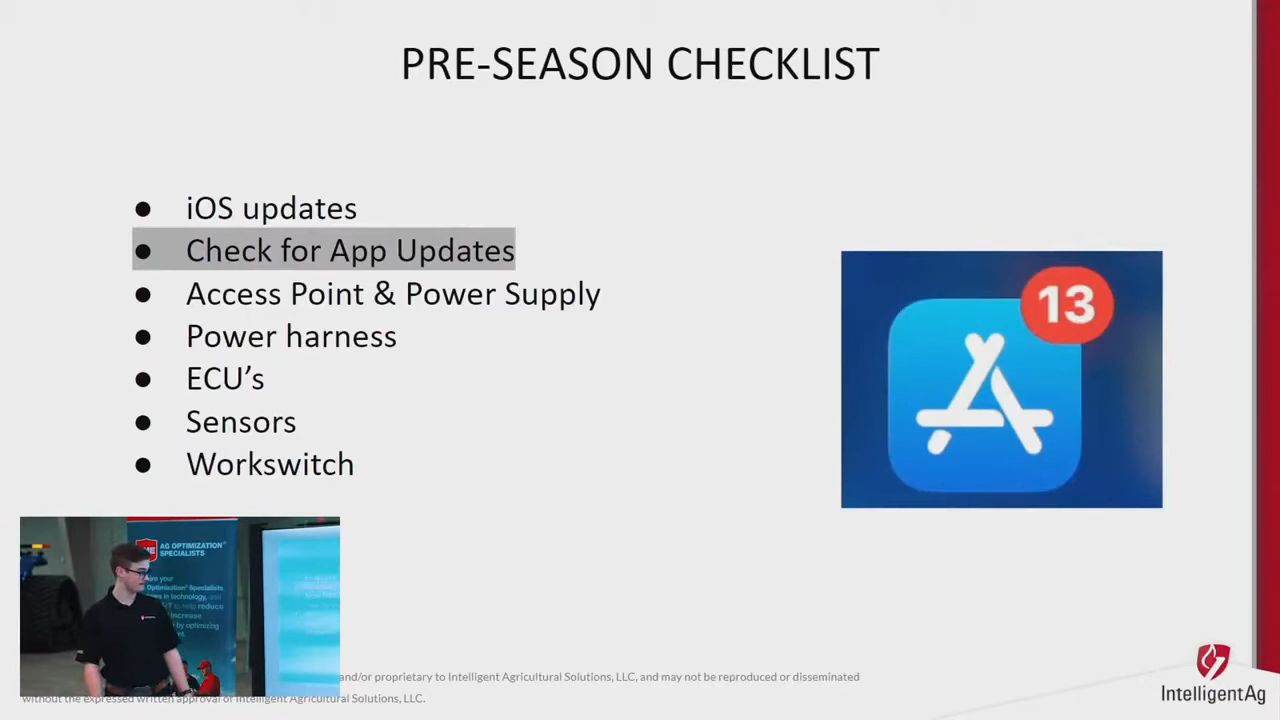 PRE-SEASON CHECKLIST
● iOS updates
● Check for App Updates
● Access Point & Power Supply
● Power harness
● ECU’s
● Sensors
● Workswitch
13
AG OPTIMIZATION
SPECIALISTS
and/or proprietary to Intelligent Agricultural Solutions, LLC, and may not be reproduced or disseminated
without the expressed written approval of Intelligent Agricultural Solutions, LLC.
IntelligentAg